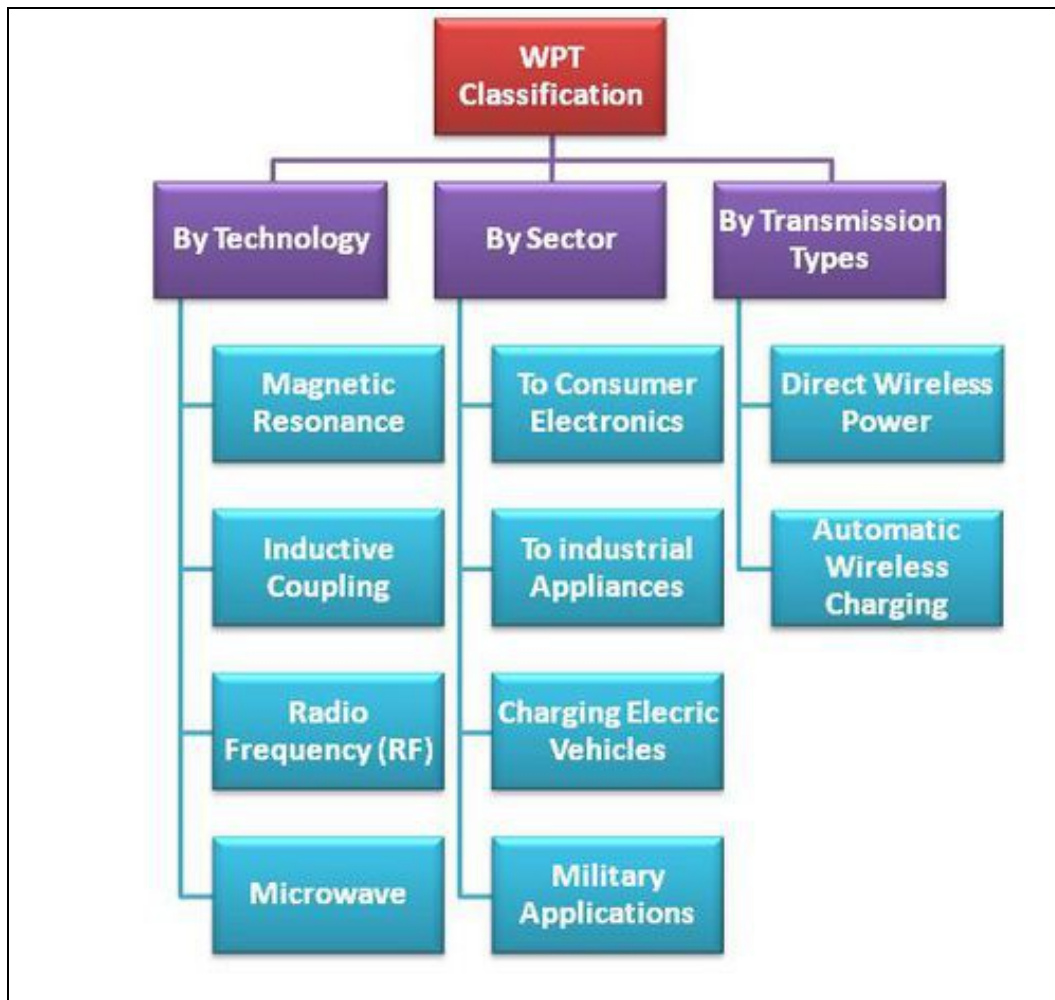 WPT
Classification
By Technology
By Sector
By Transmission
Types
Magnetic
Resonance
To Consumer
Electronics
Direct Wireless
Power
Inductive
Coupling
To industrial
Appliances
Automatic
Wireless
Charging
Radio
Frequency (RF)
Charging Elecric
Vehicles
Microwave
Military
Applications